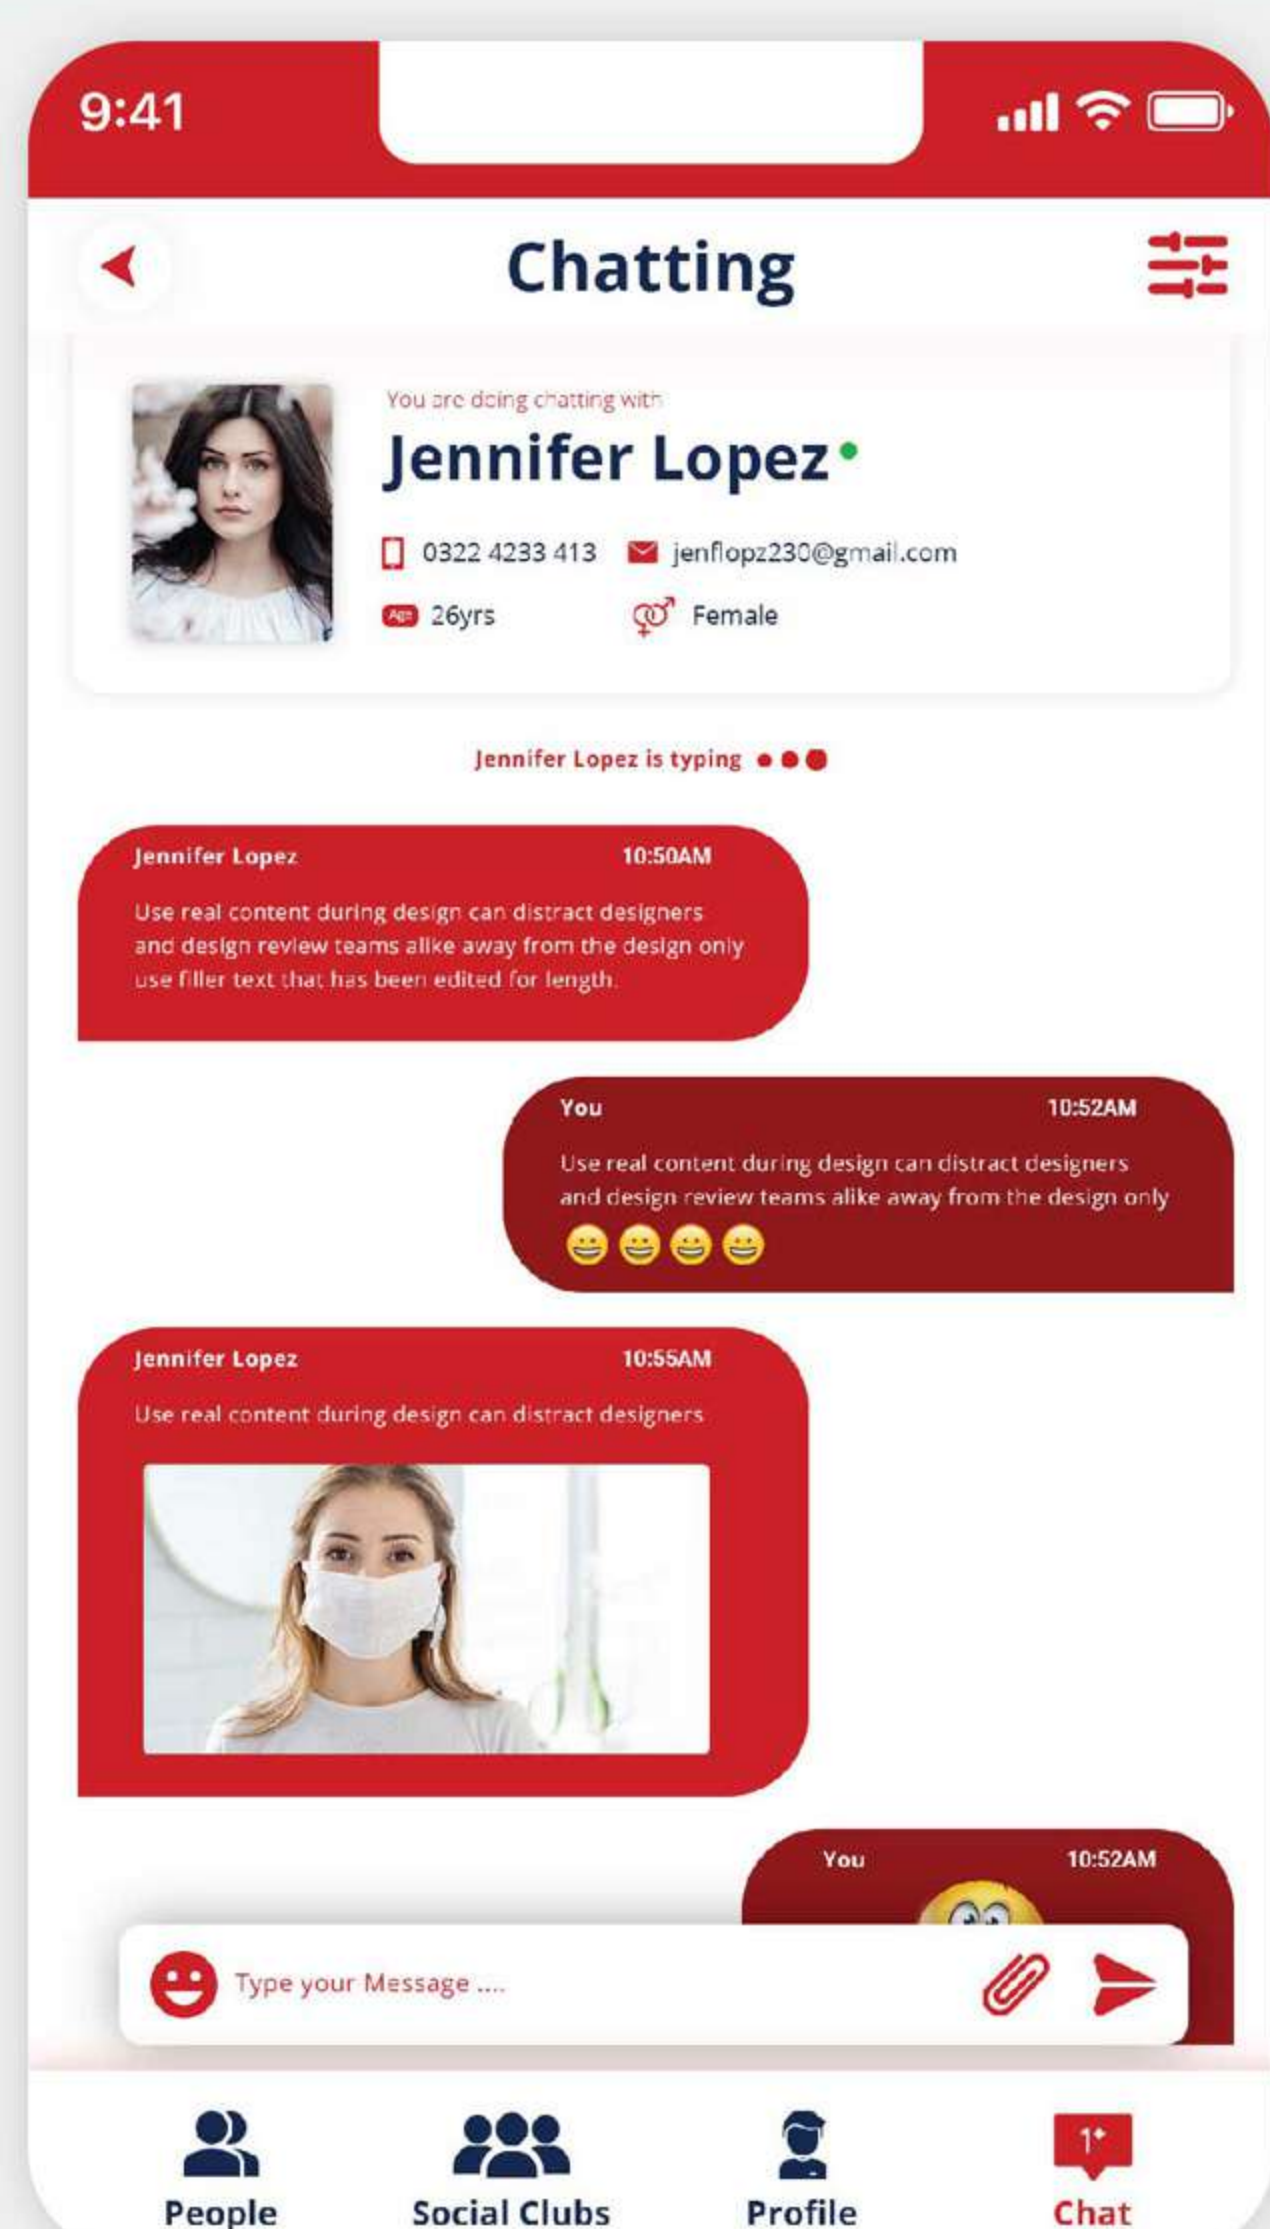 9:41
Chatting
You are doing chatting with
Jennifer Lopez
0322 4233 413
jenflopz230@gmail.com
Age
26yrs
Female
Jennifer Lopez is typing
Jennifer Lopez 10:50AM
Use real content during design can distract designers
and design review teams alike away from the design only
use filler text that has been edited for length.
You 10:52AM
Use real content during design can distract designers
and design review teams alike away from the design only
Jennifer Lopez 10:55AM
Use real content during design can distract designers
You 10:52AM
Type your Message ....
1+
People Social Clubs Profile Chat